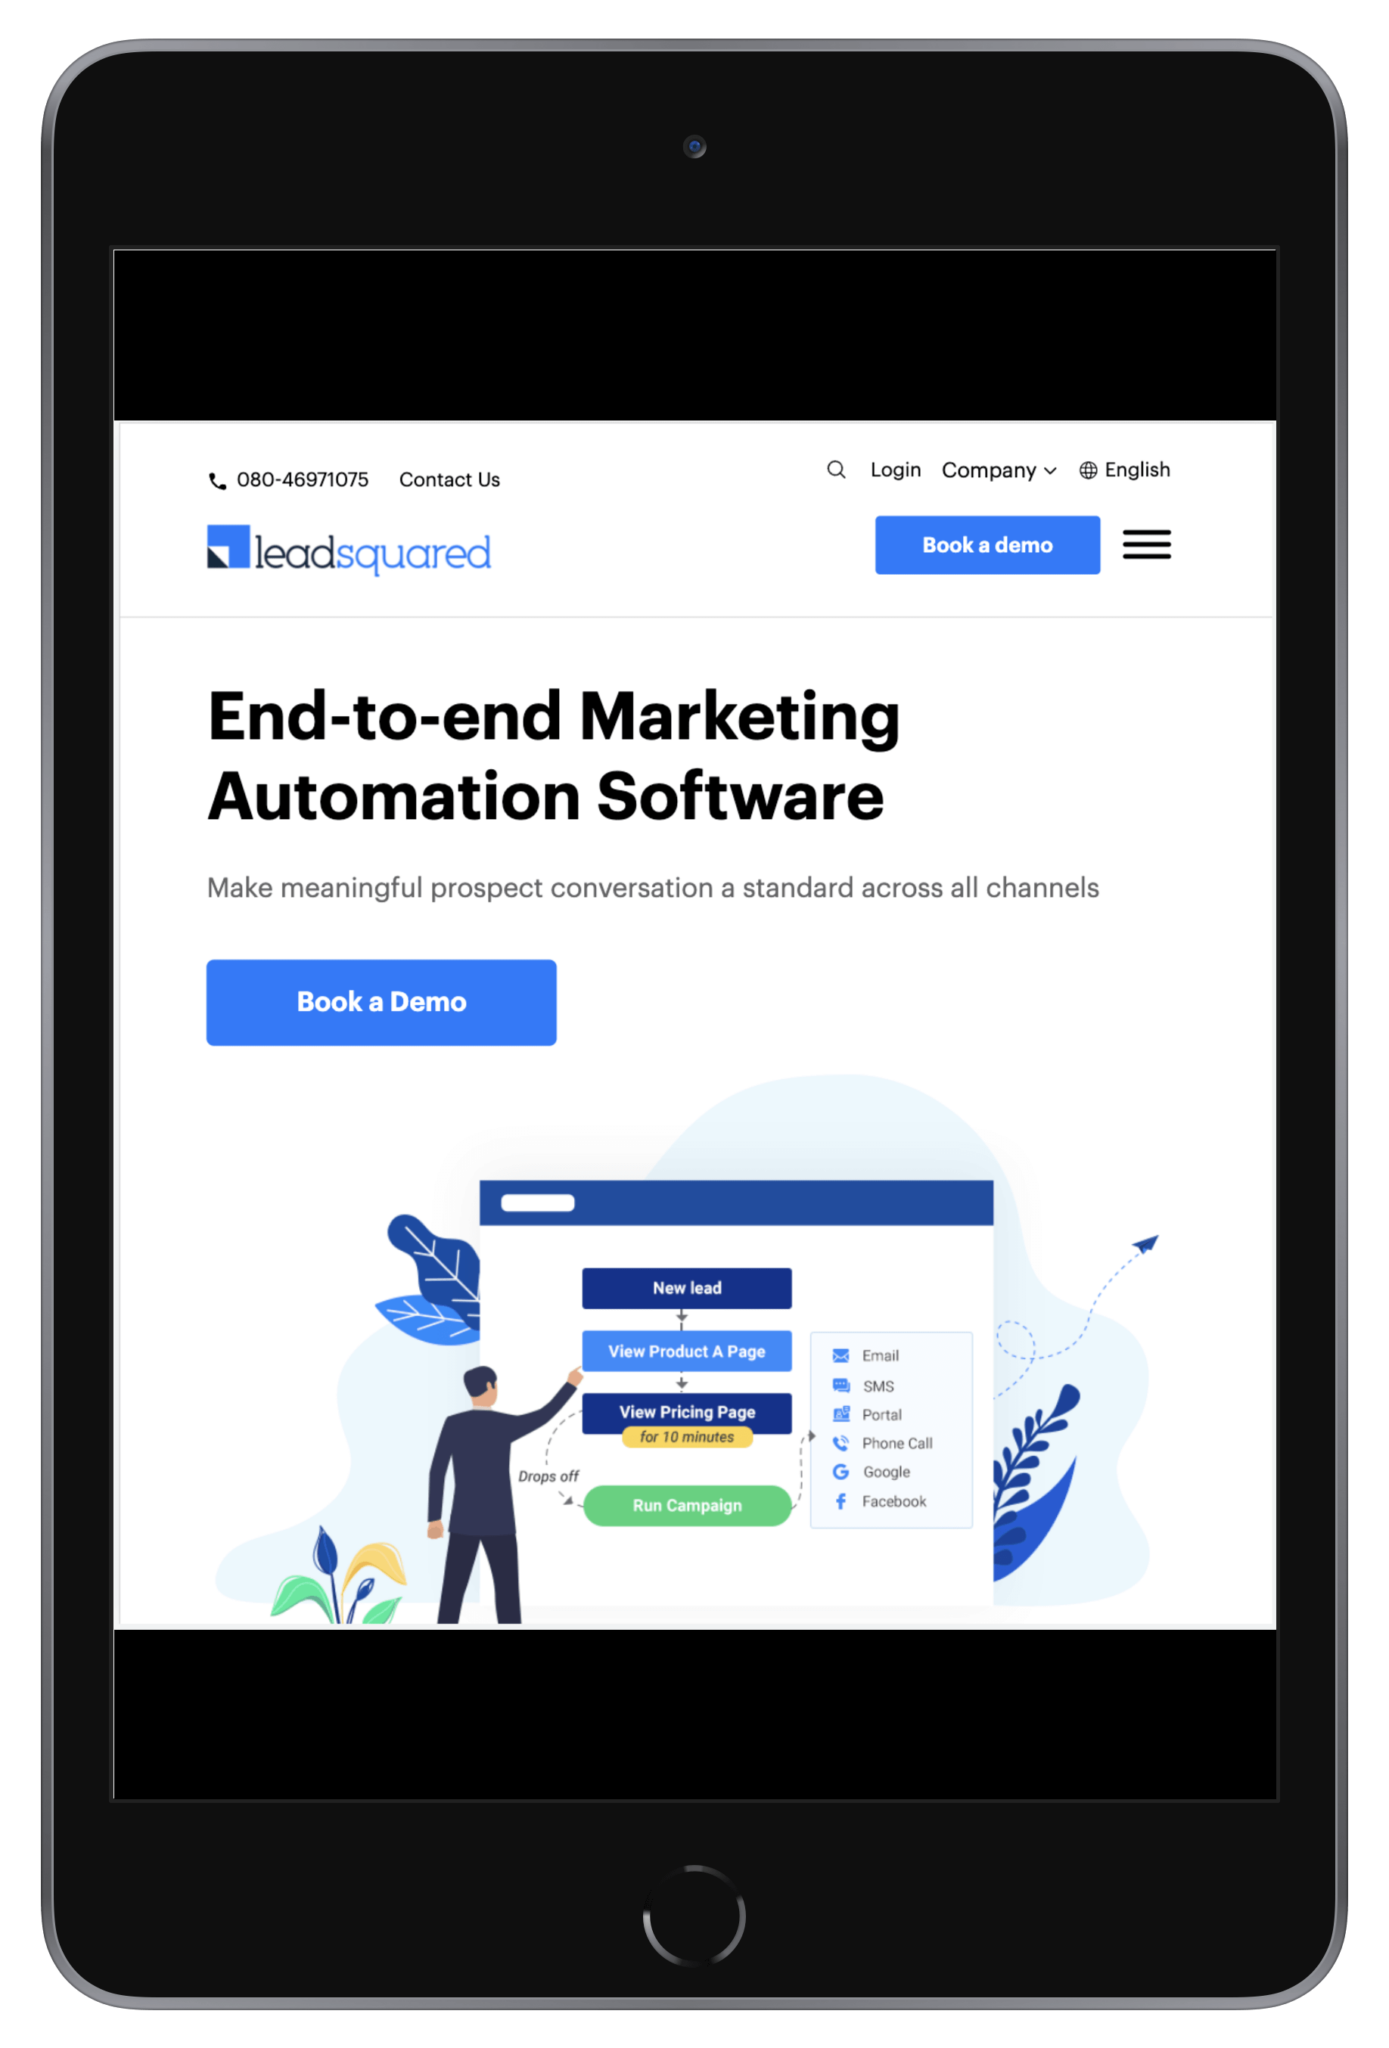 080-46971075 Contact Us
Login Company English
leadsquared
Book a demo
End-to-end Marketing
Automation Software
Make meaningful prospect conversation a standard across all channels
Book a Demo
New lead
View Product A Page
View Pricing Page
for 10 minutes
Drops off
Run Campaign
Email
SMS
Portal
Phone Call
Google
Facebook